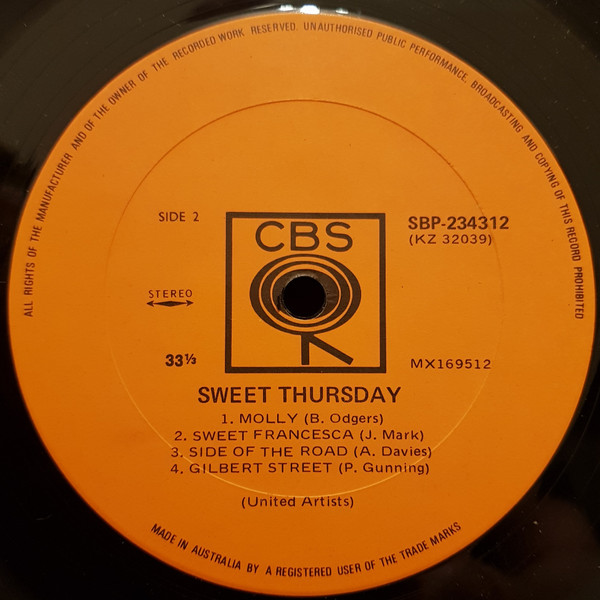 ALL RIGHTS OF THE MANUFACTURER AND OF THE OWNER OF THE RECORDED WORK RESERVED. UNAUTHORISED PUBLIC PERFORMANCE, BROADCASTING AND COPYING OF THIS RECORD PROHIBITED
SIDE 2
CBS
SBP-234312
(KZ 32039)
STEREO
33⅓
MX169512
SWEET THURSDAY
1. MOLLY (B. Odgers)
2. SWEET FRANCESCA (J. Mark)
3. SIDE OF THE ROAD (A. Davies)
4. GILBERT STREET (P. Gunning)
(United Artists)
MADE IN AUSTRALIA BY A REGISTERED USER OF THE TRADE MARKS